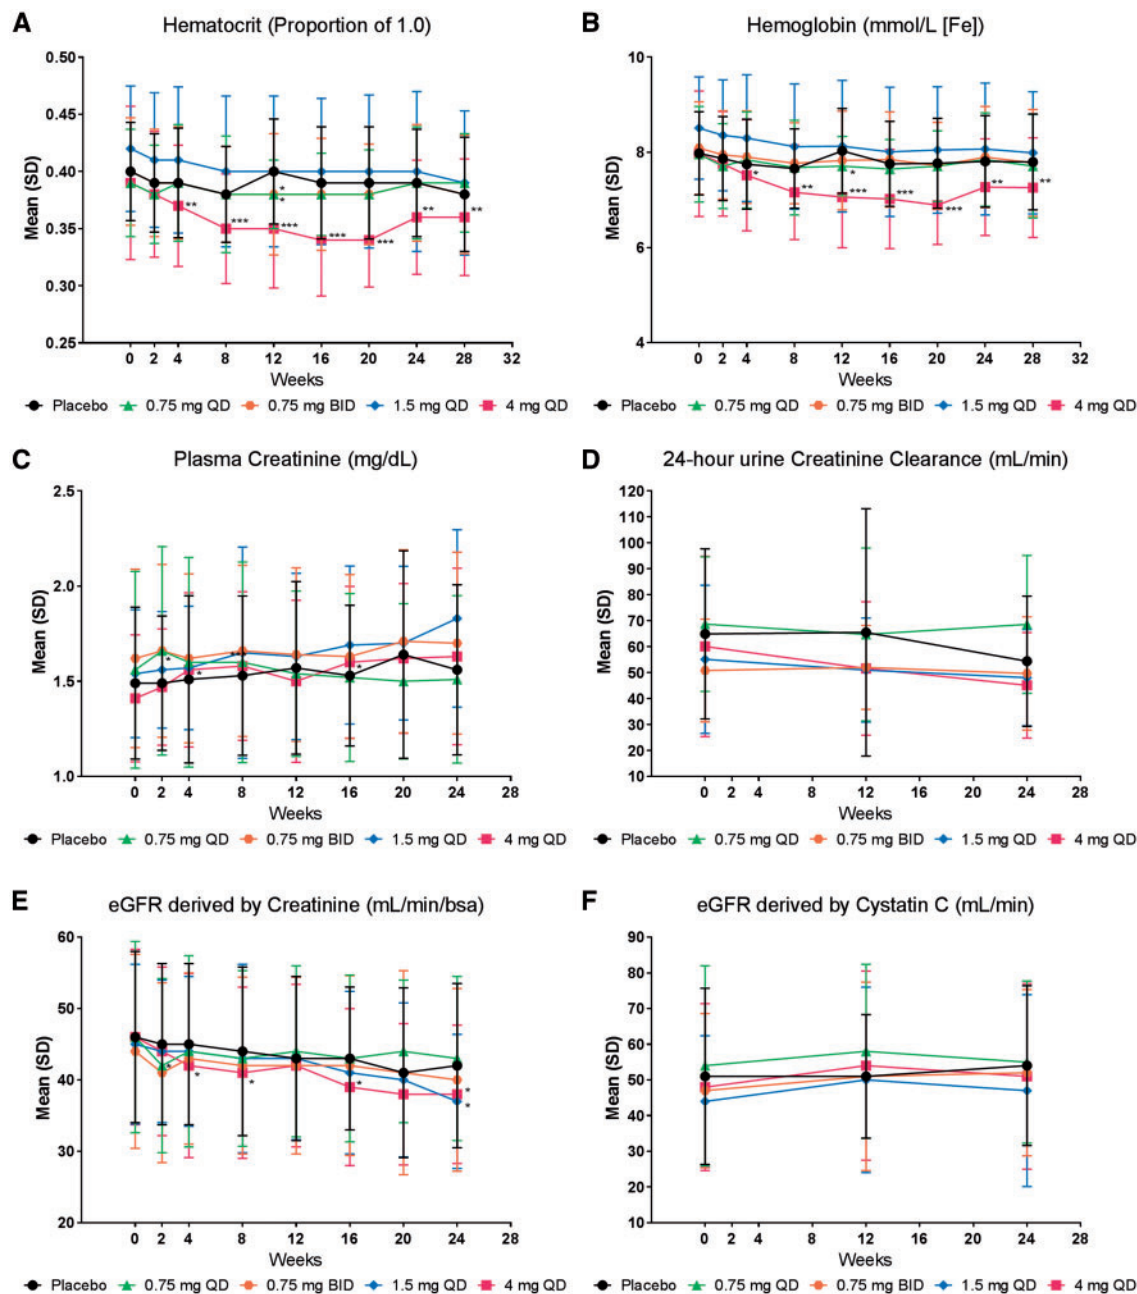 A Hematocrit (Proportion of 1.0)
0.50
0.45
0.40
0.35
0.30
0.25
Mean (SD)
* * ** *** *** *** *** ** **
0 2 4 8 12 16 20 24 28 32
Weeks
Placebo 0.75 mg QD 0.75 mg BID 1.5 mg QD 4 mg QD
B Hemoglobin (mmol/L [Fe])
10
8
6
4
Mean (SD)
* ** * *** *** *** ** **
0 2 4 8 12 16 20 24 28 32
Weeks
Placebo 0.75 mg QD 0.75 mg BID 1.5 mg QD 4 mg QD
C Plasma Creatinine (mg/dL)
2.5
2.0
1.5
1.0
Mean (SD)
0 2 4 8 12 16 20 24 28
Weeks
Placebo 0.75 mg QD 0.75 mg BID 1.5 mg QD 4 mg QD
D 24-hour urine Creatinine Clearance (mL/min)
120
110
100
90
80
70
60
50
40
30
20
10
Mean (SD)
0 2 4 8 12 16 20 24 28
Weeks
Placebo 0.75 mg QD 0.75 mg BID 1.5 mg QD 4 mg QD
E eGFR derived by Creatinine (mL/min/bsa)
60
50
40
30
20
Mean (SD)
0 2 4 8 12 16 20 24 28
Weeks
Placebo 0.75 mg QD 0.75 mg BID 1.5 mg QD 4 mg QD
F eGFR derived by Cystatin C (mL/min)
90
80
70
60
50
40
30
20
10
Mean (SD)
0 2 4 8 12 16 20 24 28
Weeks
Placebo 0.75 mg QD 0.75 mg BID 1.5 mg QD 4 mg QD